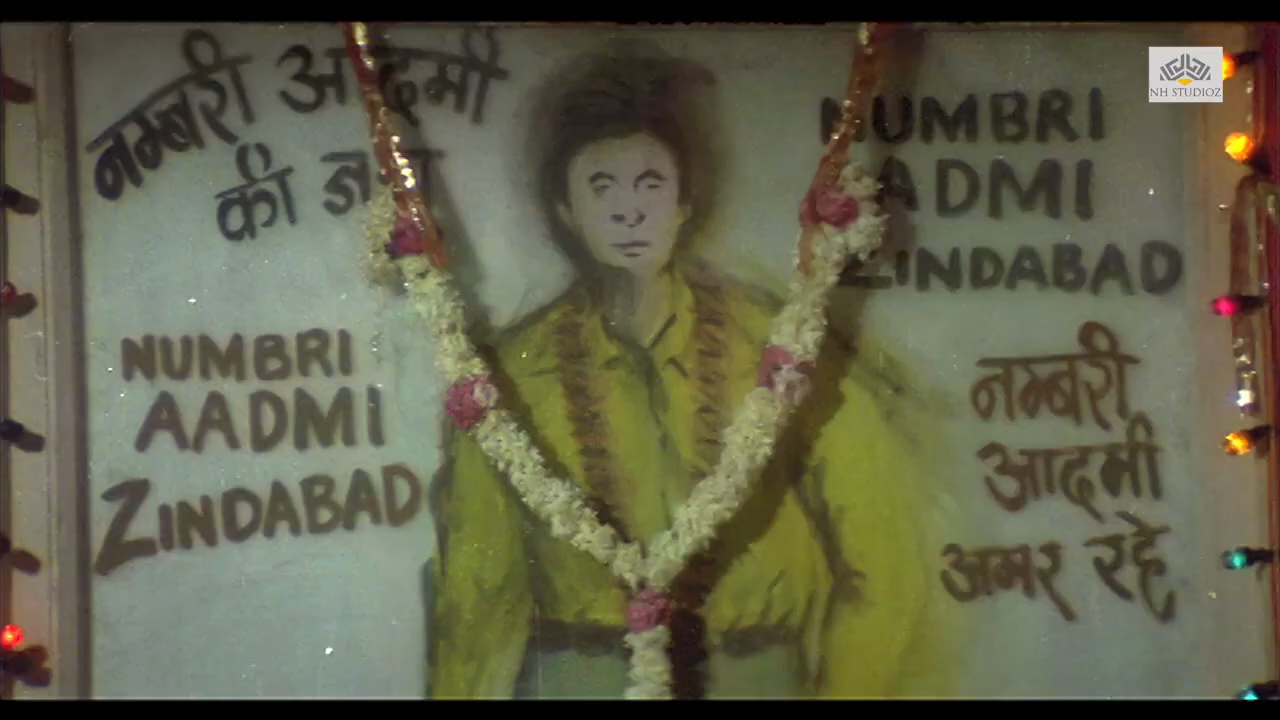 नम्बरी आदमी
की जय
NUMBRI
AADMI
ZINDABAD
NUMBRI
AADMI
ZINDABAD
नम्बरी
आदमी
अमर रहे
NH STUDIOZ